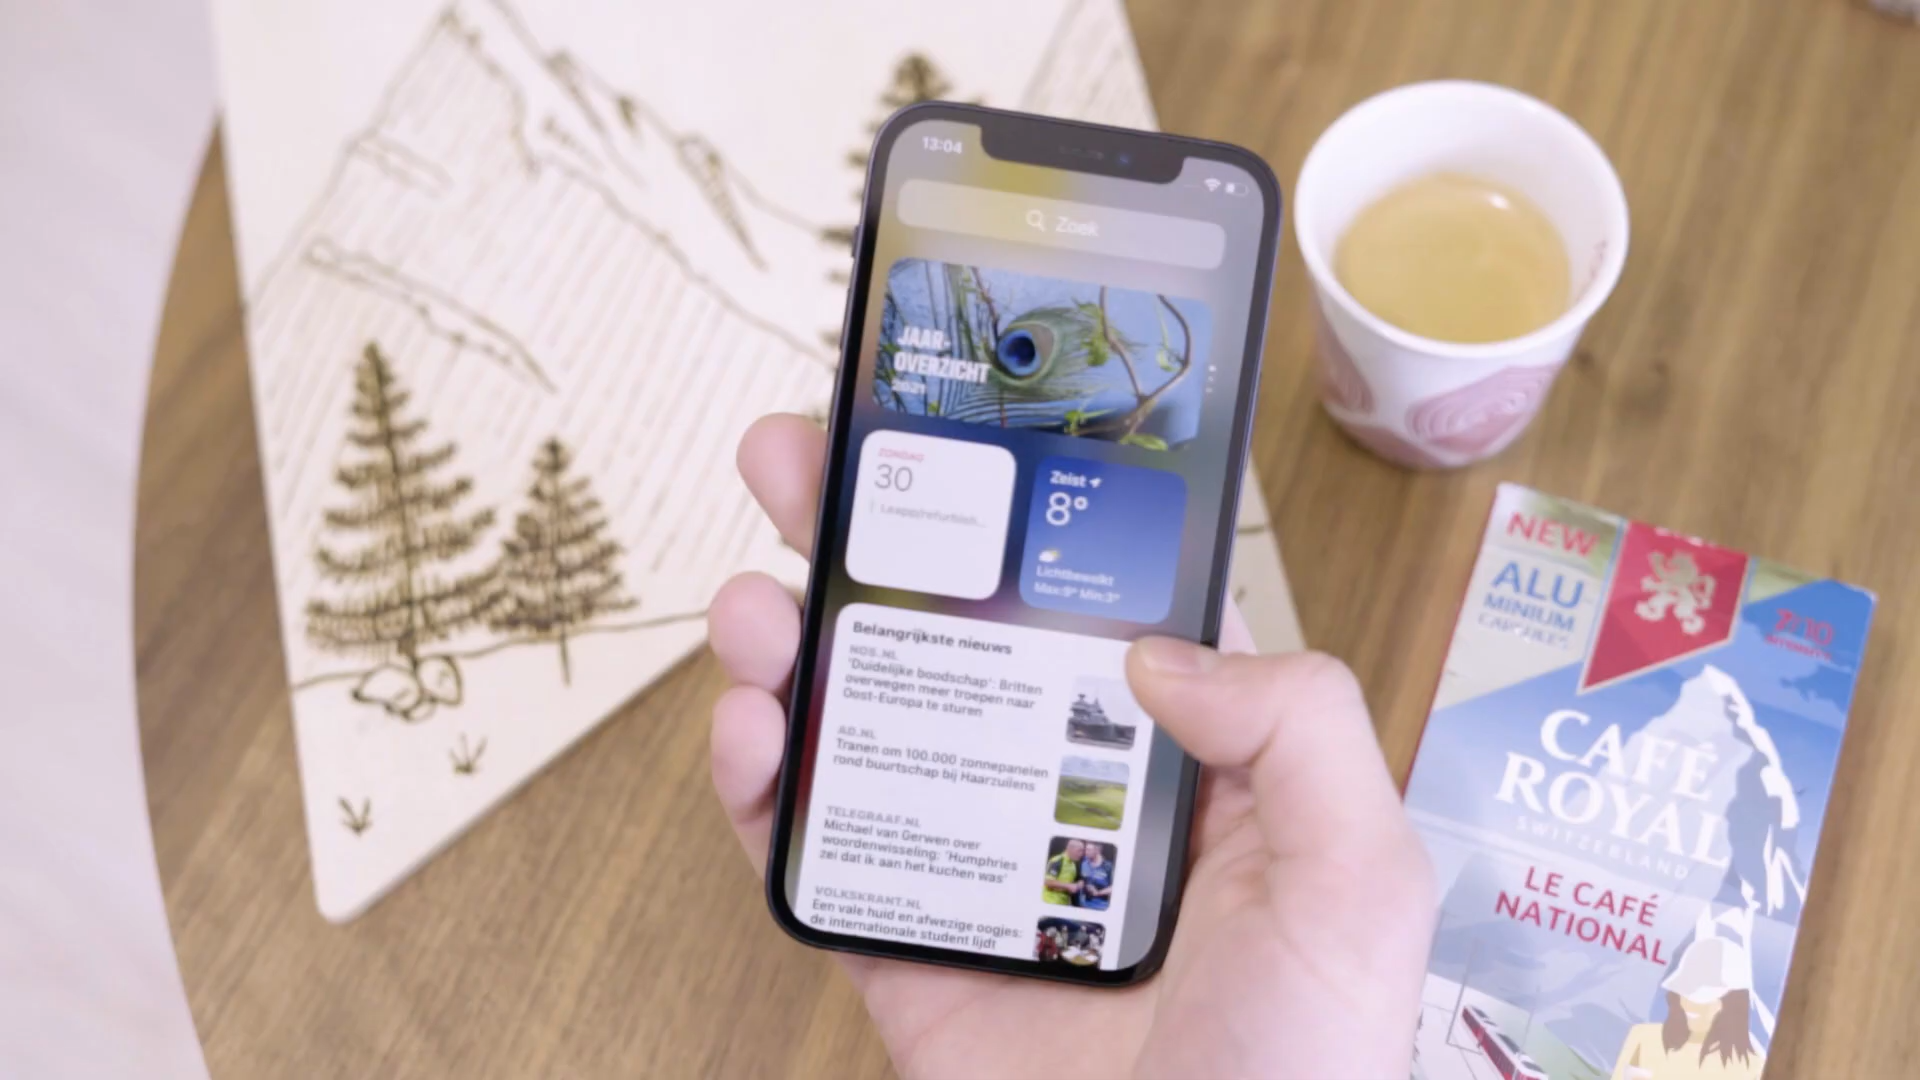 13:04
Zoek
JAAR-
OVERZICHT
2021
ZONDAG
30
Leapp/refurbish...
Zeist
8°
Lichtbewolkt
Max:9° Min:3°
Belangrijkste nieuws
NOS.NL
'Duidelijke boodschap': Britten
overwegen meer troepen naar
Oost-Europa te sturen
AD.NL
Tranen om 100.000 zonnepanelen
rond buurtschap bij Haarzuilens
TELEGRAAF.NL
Michael van Gerwen over
woordenwisseling: 'Humphries
zei dat ik aan het kuchen was'
VOLKSKRANT.NL
Een vale huid en afwezige oogjes:
de internationale student lijdt
NEW
ALU
MINIUM
CAPSULES
7/10
INTENSITY
CAFÉ
ROYAL
SWITZERLAND
LE CAFÉ
NATIONAL